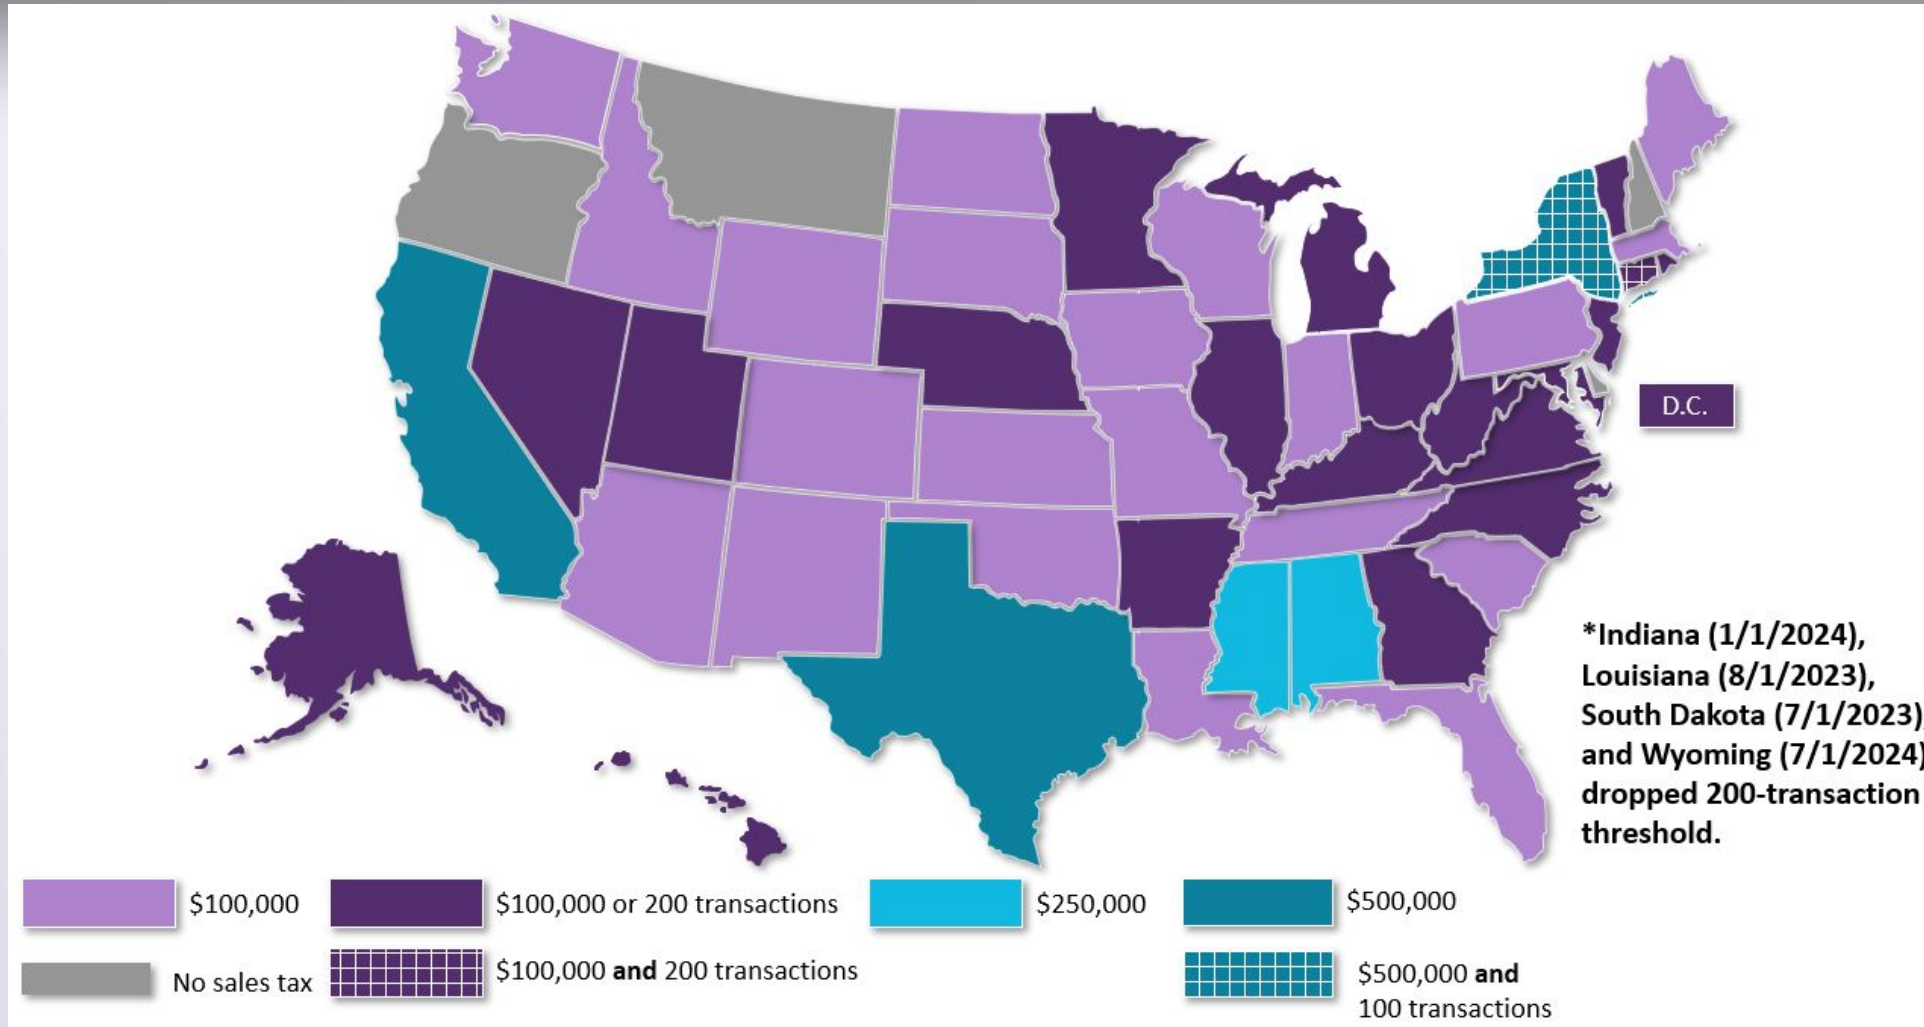 D.C.
*Indiana (1/1/2024),
Louisiana (8/1/2023),
South Dakota (7/1/2023),
and Wyoming (7/1/2024)
dropped 200-transaction
threshold.
$100,000
$100,000 or 200 transactions
$250,000
$500,000
No sales tax
$100,000 and 200 transactions
$500,000 and
100 transactions